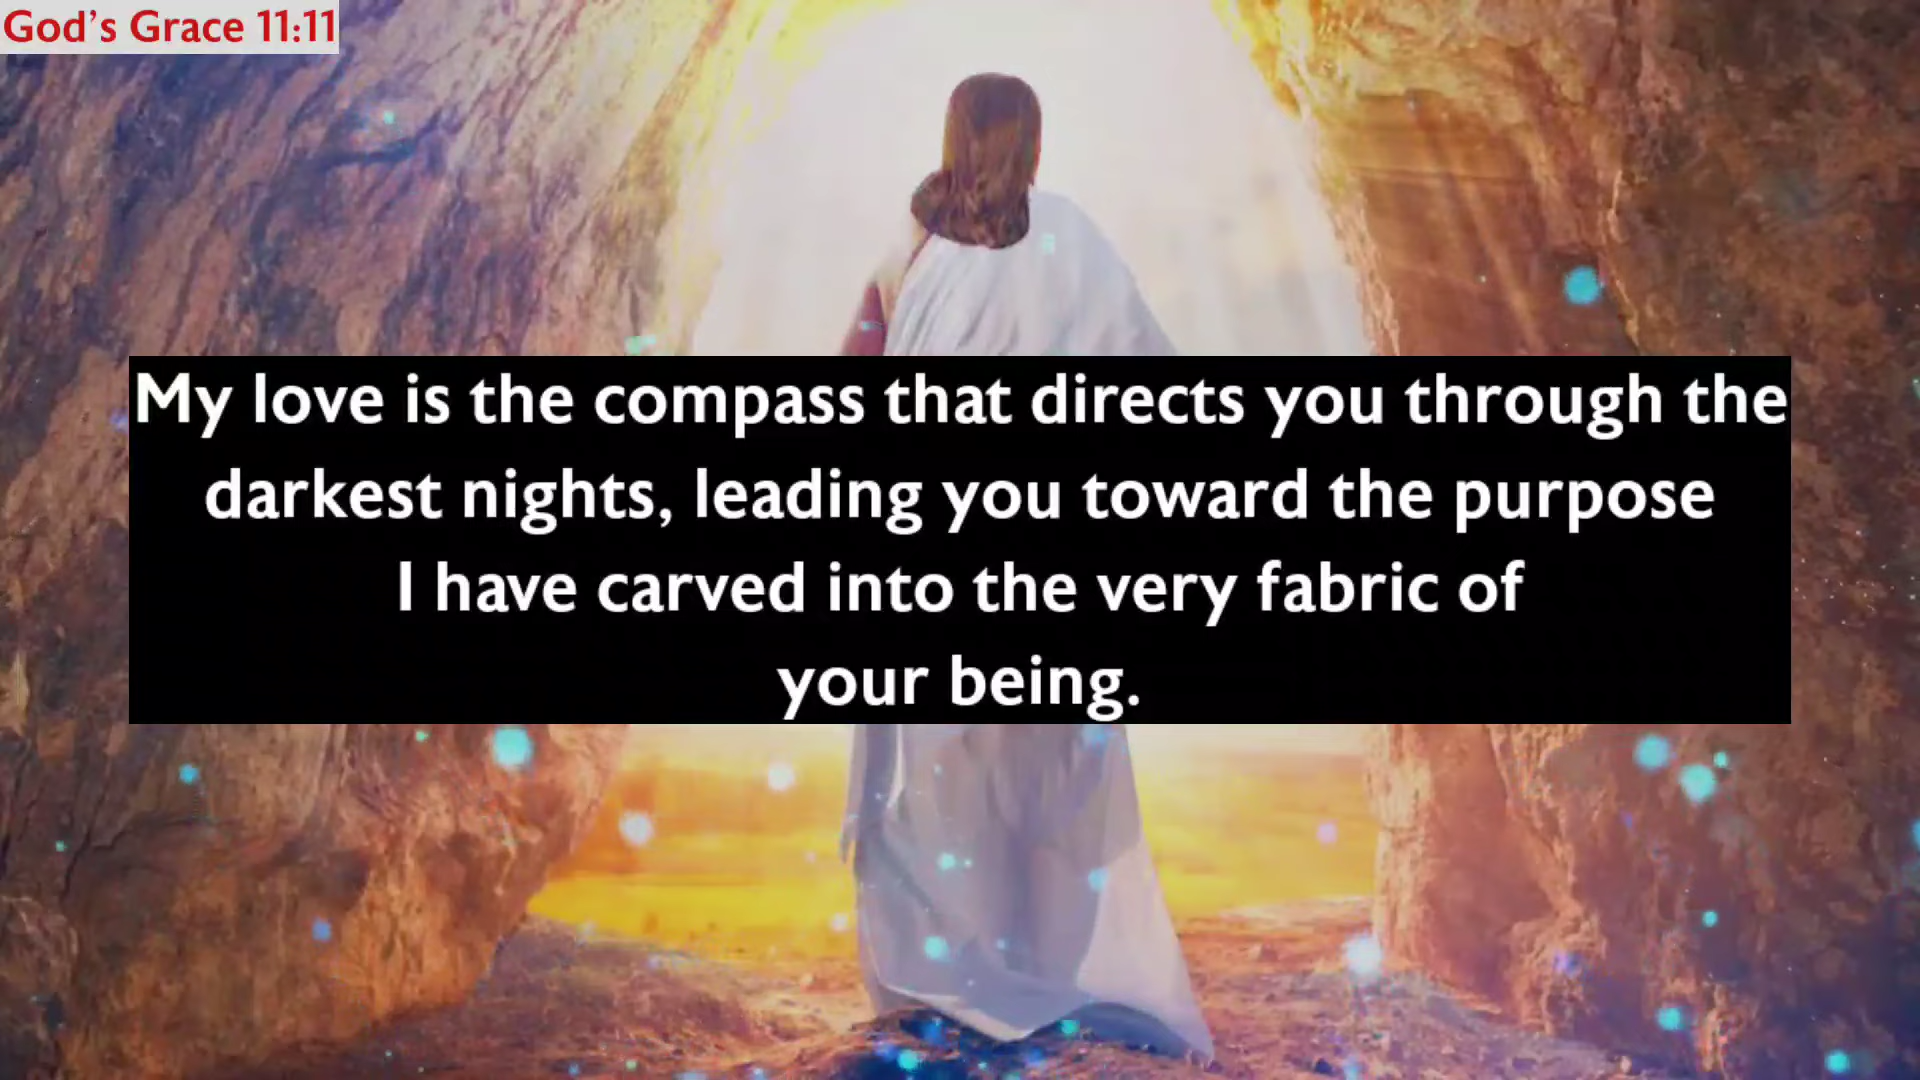 God's Grace 11:11
My love is the compass that directs you through the
darkest nights, leading you toward the purpose
I have carved into the very fabric of
your being.